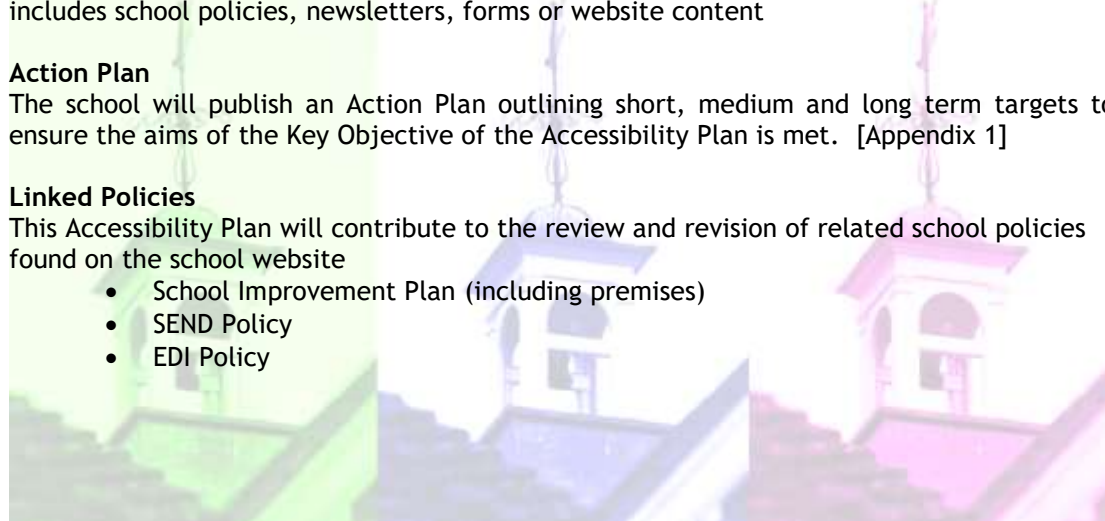 includes school policies, newsletters, forms or website content
Action Plan
The school will publish an Action Plan outlining short, medium and long term targets to
ensure the aims of the Key Objective of the Accessibility Plan is met. [Appendix 1]
Linked Policies
This Accessibility Plan will contribute to the review and revision of related school policies
found on the school website
• School Improvement Plan (including premises)
• SEND Policy
• EDI Policy